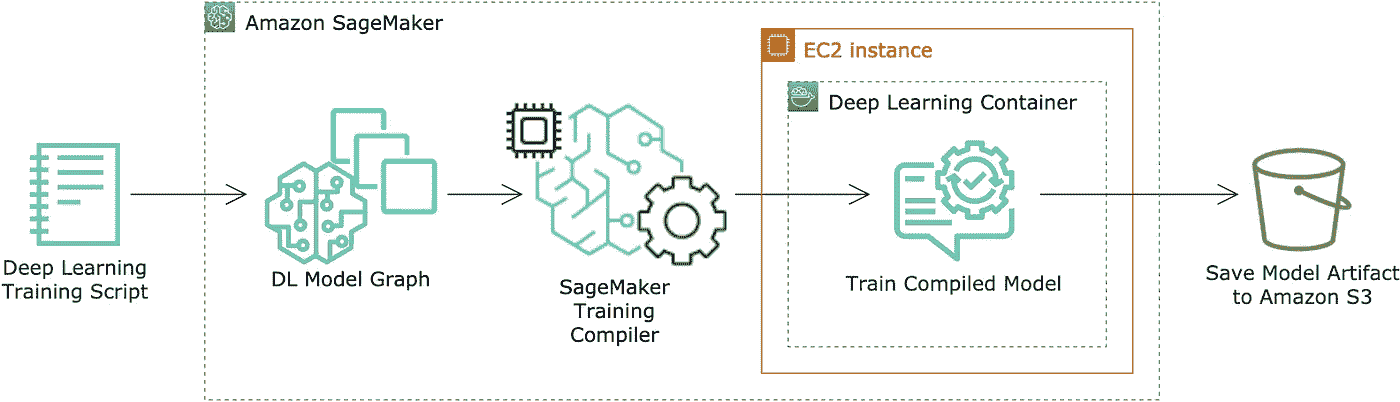 Amazon SageMaker
EC2 instance
Deep Learning Container
Deep Learning
Training Script
DL Model Graph
SageMaker
Training
Compiler
Train Compiled Model
Save Model Artifact
to Amazon S3